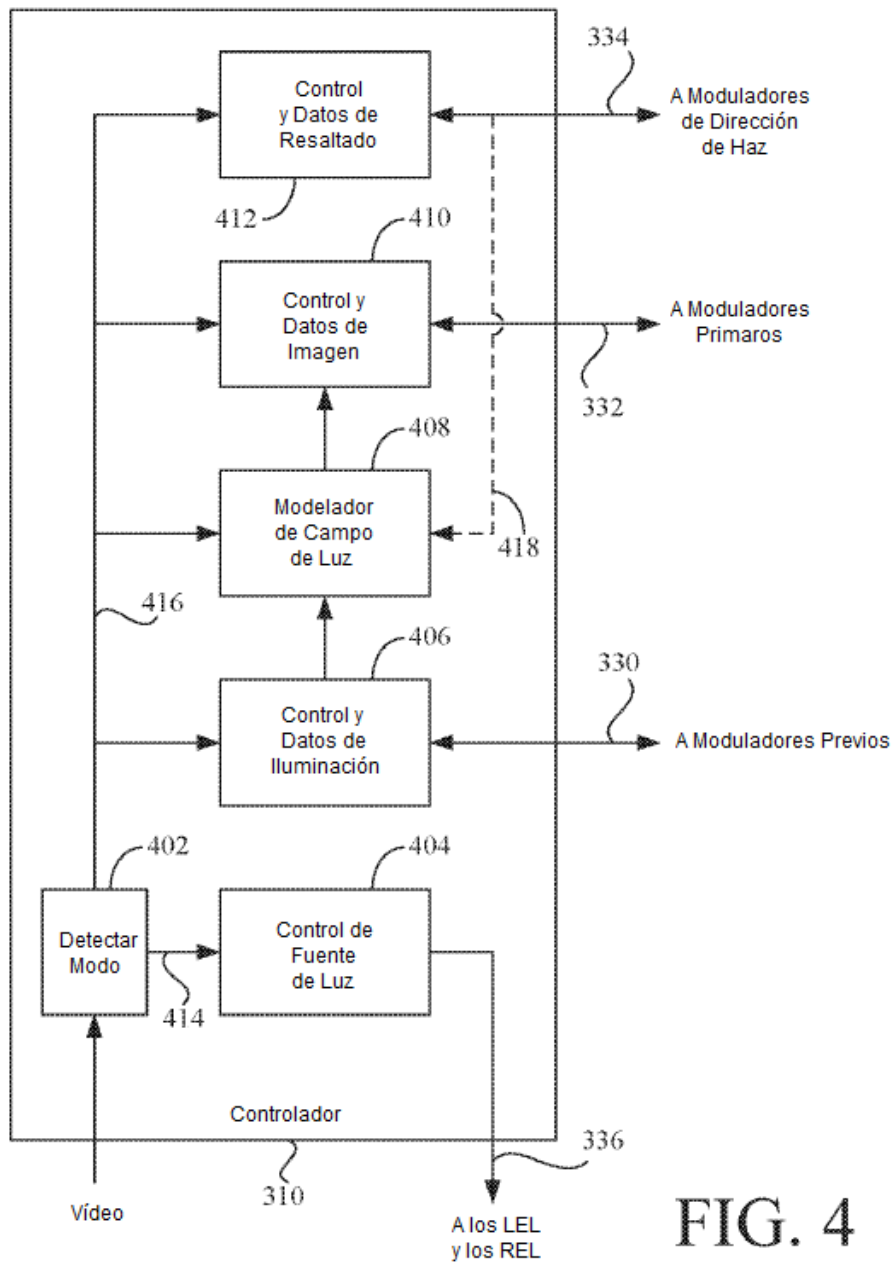 334
Control
y Datos de
Resaltado
A Moduladores
de Dirección
de Haz
412
410
Control y
Datos de
Imagen
A Moduladores
Primaros
332
408
Modelador
de Campo
de Luz
418
416
406
330
Control y
Datos de
Iluminación
A Moduladores Previos
402
404
Detectar
Modo
Control de
Fuente
de Luz
414
Controlador
336
310
Vídeo
A los LEL
y los REL
FIG. 4